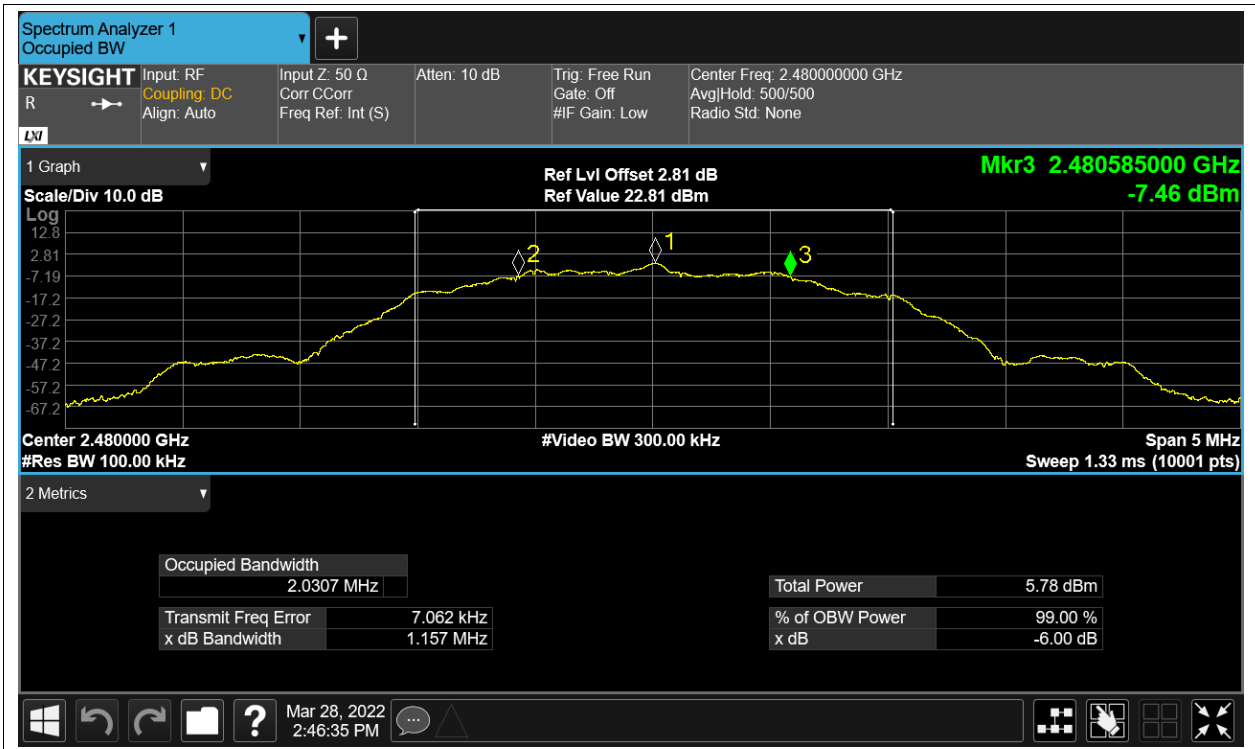 Spectrum Analyzer 1
Occupied BW
KEYSIGHT
R
LXI
Input: RF
Coupling: DC
Align: Auto
Input Z: 50 Ω
Corr CCorr
Freq Ref: Int (S)
Atten: 10 dB
Trig: Free Run
Gate: Off
#IF Gain: Low
Center Freq: 2.480000000 GHz
Avg|Hold: 500/500
Radio Std: None
1 Graph
Scale/Div 10.0 dB
Ref Lvl Offset 2.81 dB
Ref Value 22.81 dBm
Mkr3 2.480585000 GHz
-7.46 dBm
Log
12.8
2.81
-7.19
-17.2
-27.2
-37.2
-47.2
-57.2
-67.2
2
1
3
Center 2.480000 GHz
#Res BW 100.00 kHz
#Video BW 300.00 kHz
Span 5 MHz
Sweep 1.33 ms (10001 pts)
2 Metrics
Occupied Bandwidth
2.0307 MHz
Transmit Freq Error 7.062 kHz
x dB Bandwidth 1.157 MHz
Total Power 5.78 dBm
% of OBW Power 99.00 %
x dB -6.00 dB
?
Mar 28, 2022
2:46:35 PM